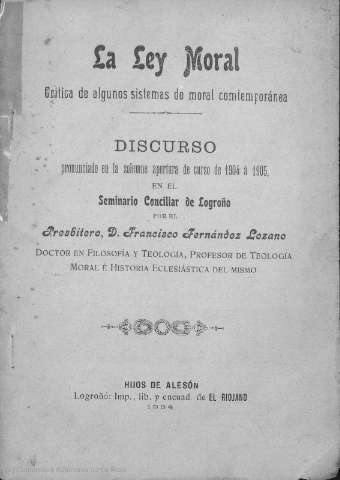 La Ley Moral
Crítica de algunos sistemas de moral comtemporánea
DISCURSO
pronunciado en la solemne apertura de curso de 1904 á 1905,
EN EL
Seminario Conciliar de Logroño
POR EL
Presbítero, D. Francisco Fernández Lozano
DOCTOR EN FILOSOFÍA Y TEOLOGÍA, PROFESOR DE TEOLOGÍA
MORAL É HISTORIA ECLESIÁSTICA DEL MISMO
HIJOS DE ALESÓN
Logroño: Imp., lib. y encuad. de EL RIOJANO
1904